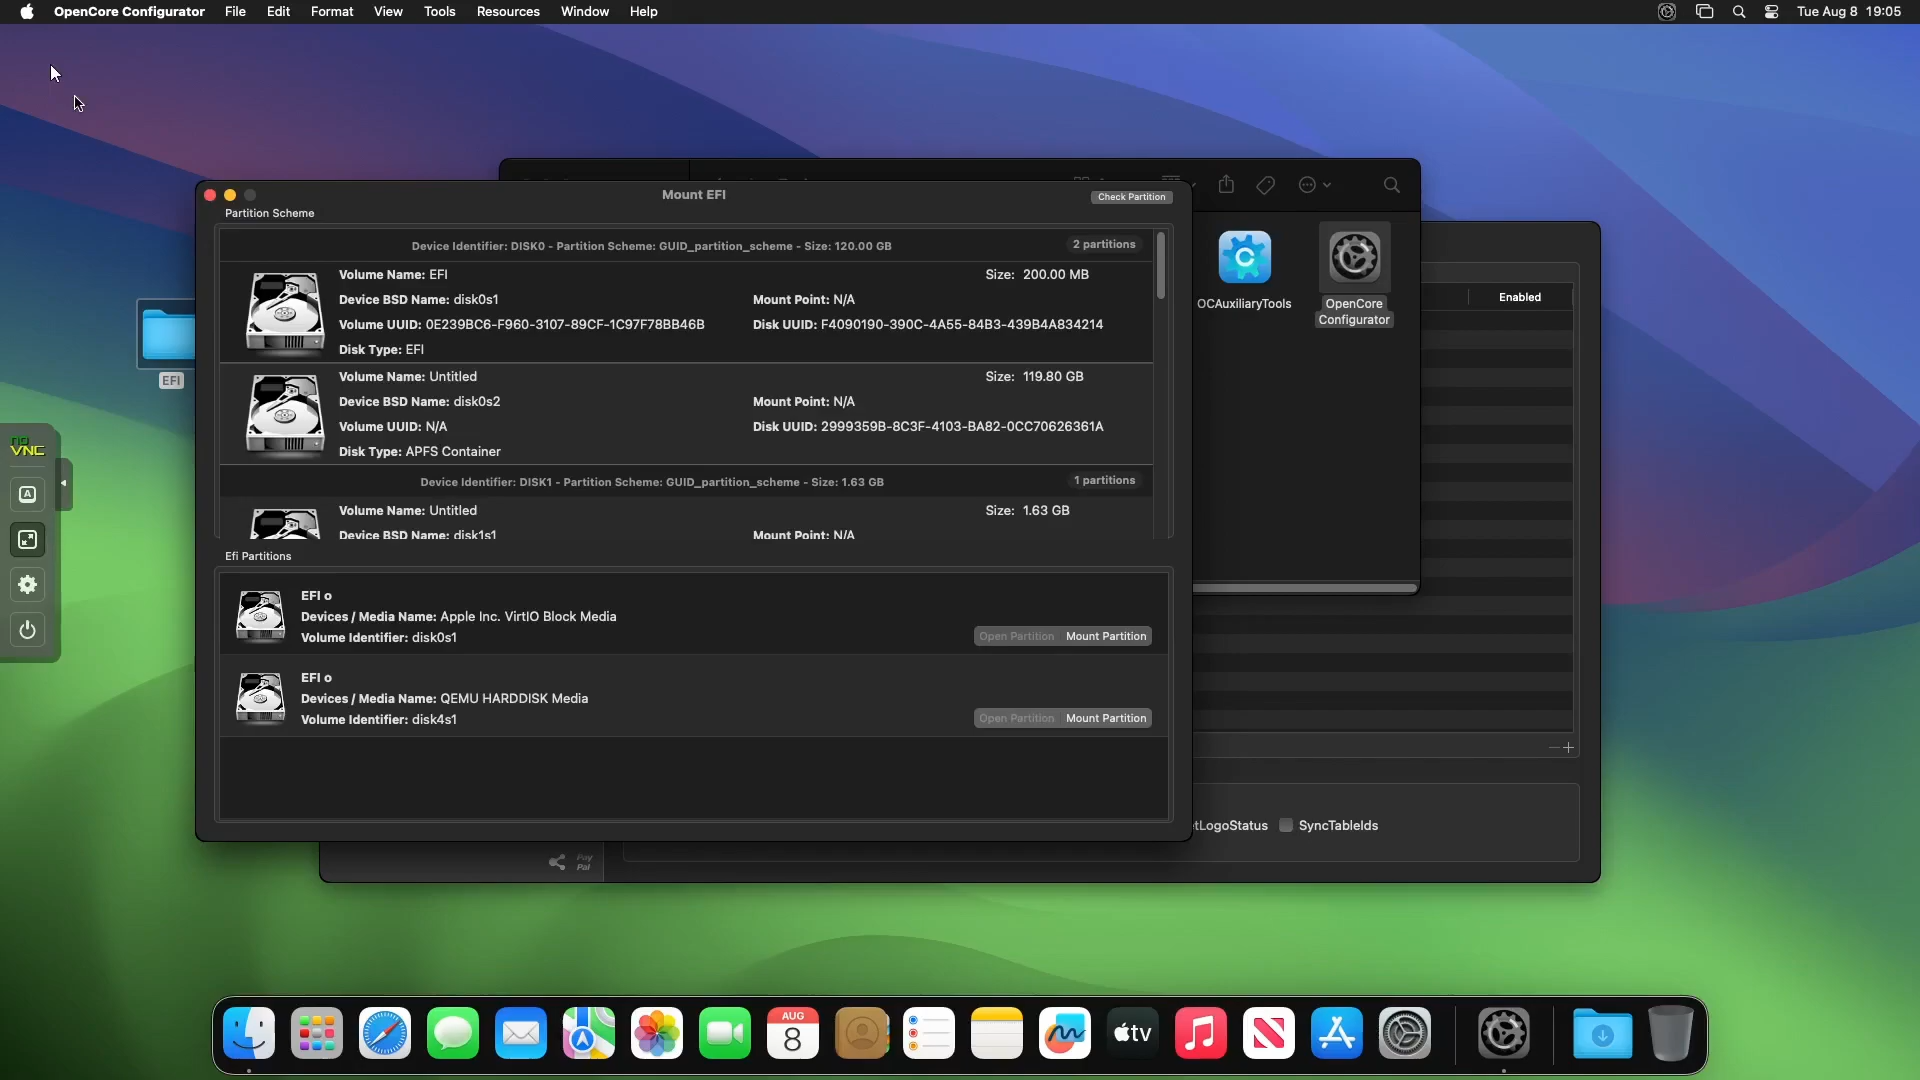 OpenCore Configurator File Edit Format View Tools Resources Window Help Tue Aug 8 19:05
Mount EFI
Check Partition
Partition Scheme
Device Identifier: DISK0 - Partition Scheme: GUID_partition_scheme - Size: 120.00 GB 2 partitions
Volume Name: EFI Size: 200.00 MB
Device BSD Name: disk0s1 Mount Point: N/A
Volume UUID: 0E239BC6-F960-3107-89CF-1C97F78BB46B Disk UUID: F4090190-390C-4A55-84B3-439B4A834214
Disk Type: EFI
Volume Name: Untitled Size: 119.80 GB
Device BSD Name: disk0s2 Mount Point: N/A
Volume UUID: N/A Disk UUID: 2999359B-8C3F-4103-BA82-0CC70626361A
Disk Type: APFS Container
Device Identifier: DISK1 - Partition Scheme: GUID_partition_scheme - Size: 1.63 GB 1 partitions
Volume Name: Untitled Size: 1.63 GB
Device BSD Name: disk1s1 Mount Point: N/A
Efi Partitions
EFI o
Devices / Media Name: Apple Inc. VirtIO Block Media
Volume Identifier: disk0s1
Open Partition Mount Partition
EFI o
Devices / Media Name: QEMU HARDDISK Media
Volume Identifier: disk4s1
Open Partition Mount Partition
EFI
no
VNC
A
OCAuxiliaryTools
OpenCore
Configurator
Enabled
tLogoStatus SyncTableIds
Pay
Pal
AUG
8
tv